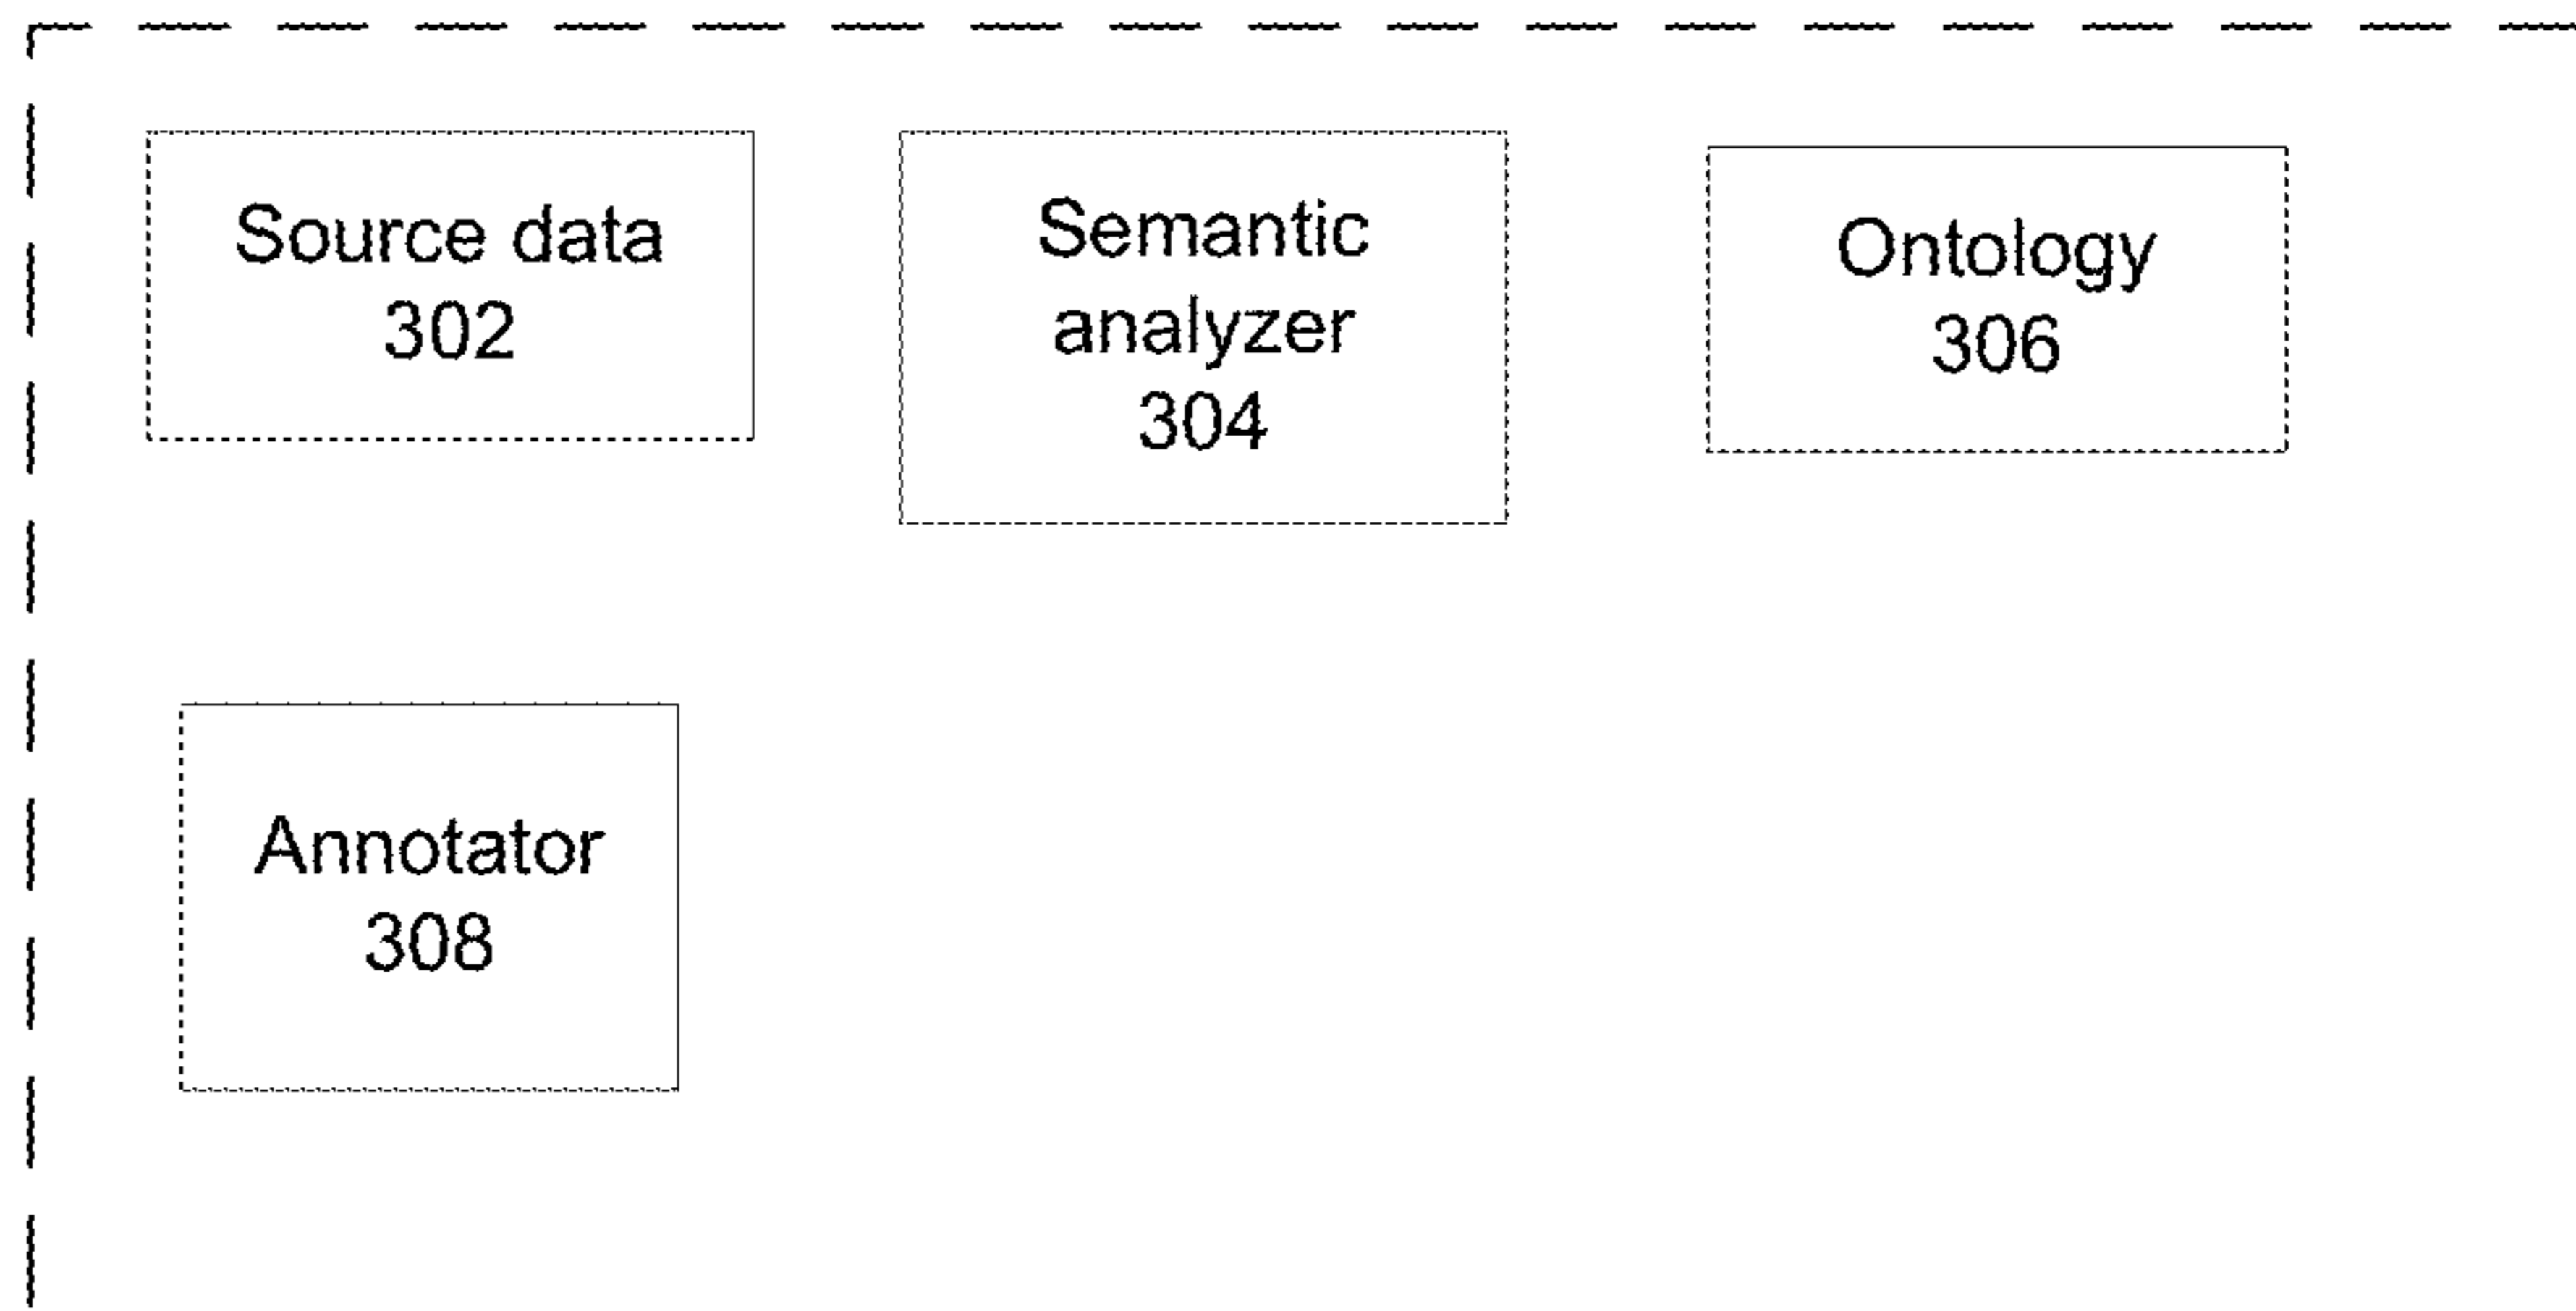 Source data
302
Semantic
analyzer
304
Ontology
306
Annotator
308